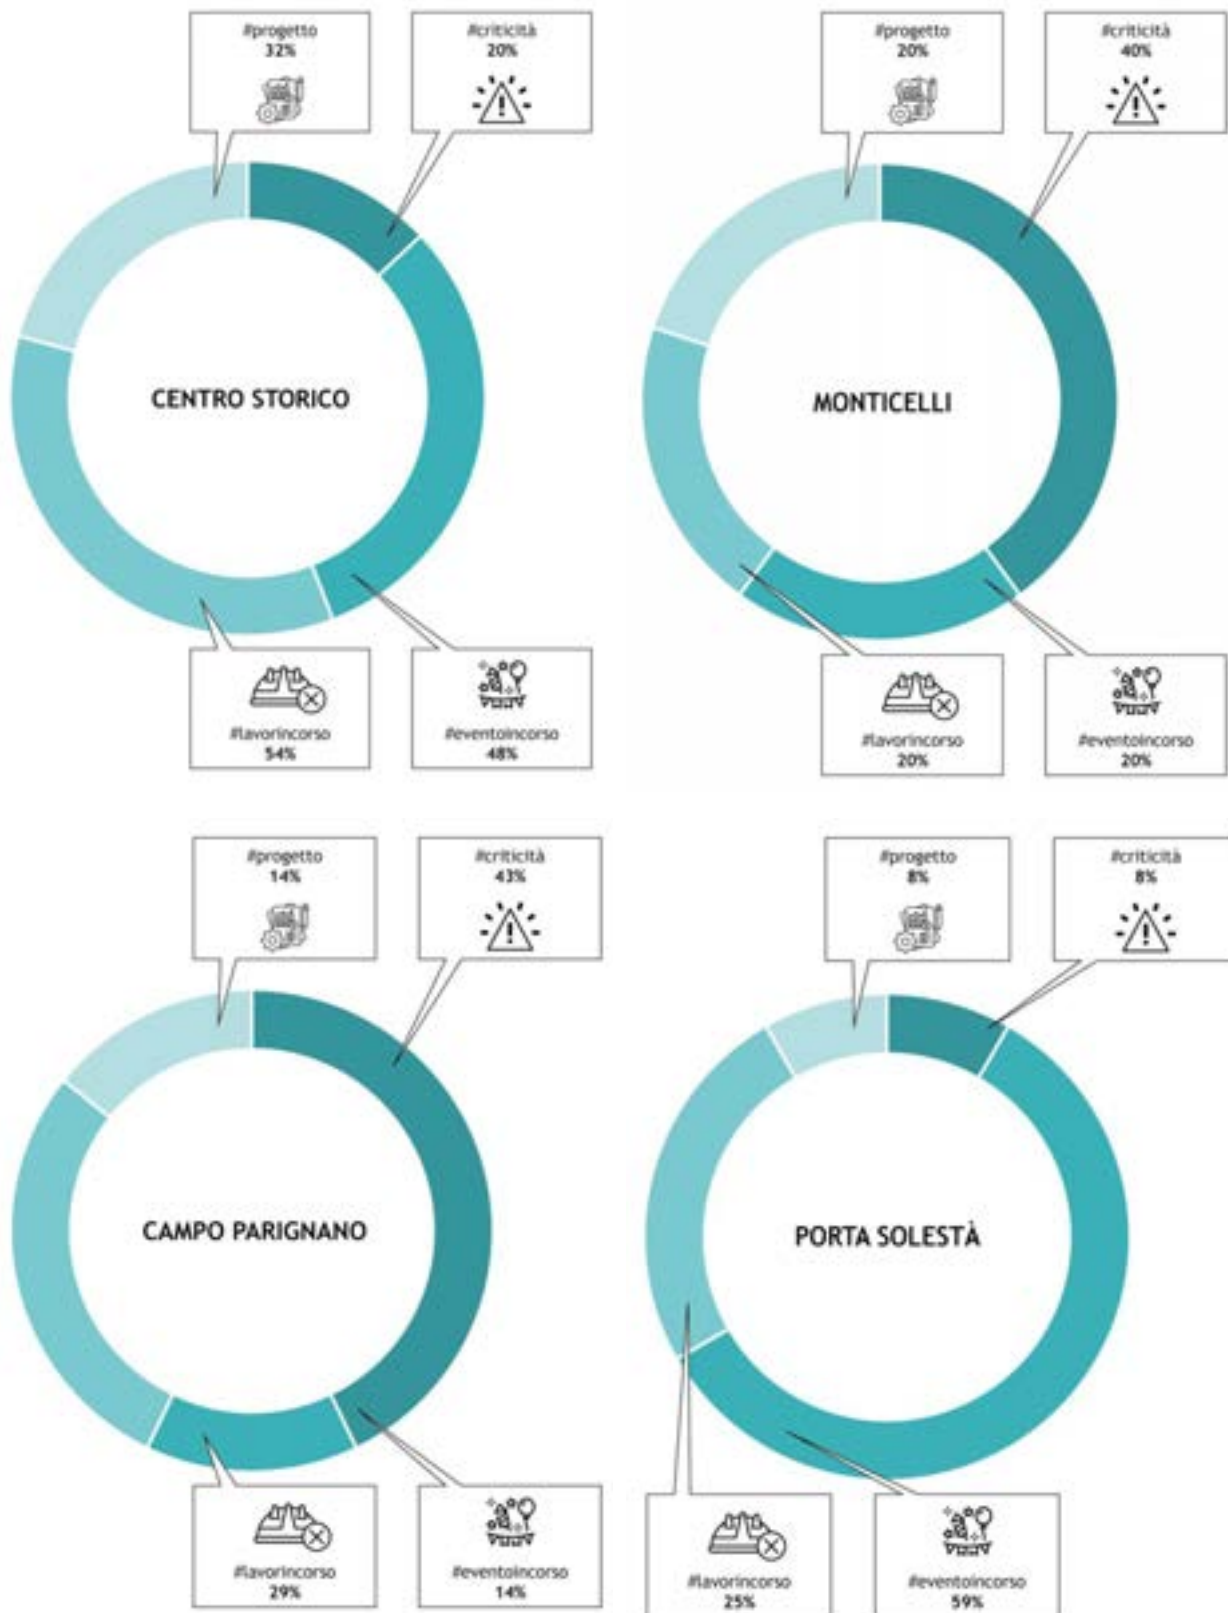 #progetto
32%
#criticità
20%
CENTRO STORICO
#lavorincorso
54%
#eventoincorso
48%
#progetto
20%
#criticità
40%
MONTICELLI
#lavorincorso
20%
#eventoincorso
20%
#progetto
14%
#criticità
43%
CAMPO PARIGNANO
#lavorincorso
29%
#eventoincorso
14%
#progetto
8%
#criticità
8%
PORTA SOLESTÀ
#lavorincorso
25%
#eventoincorso
59%